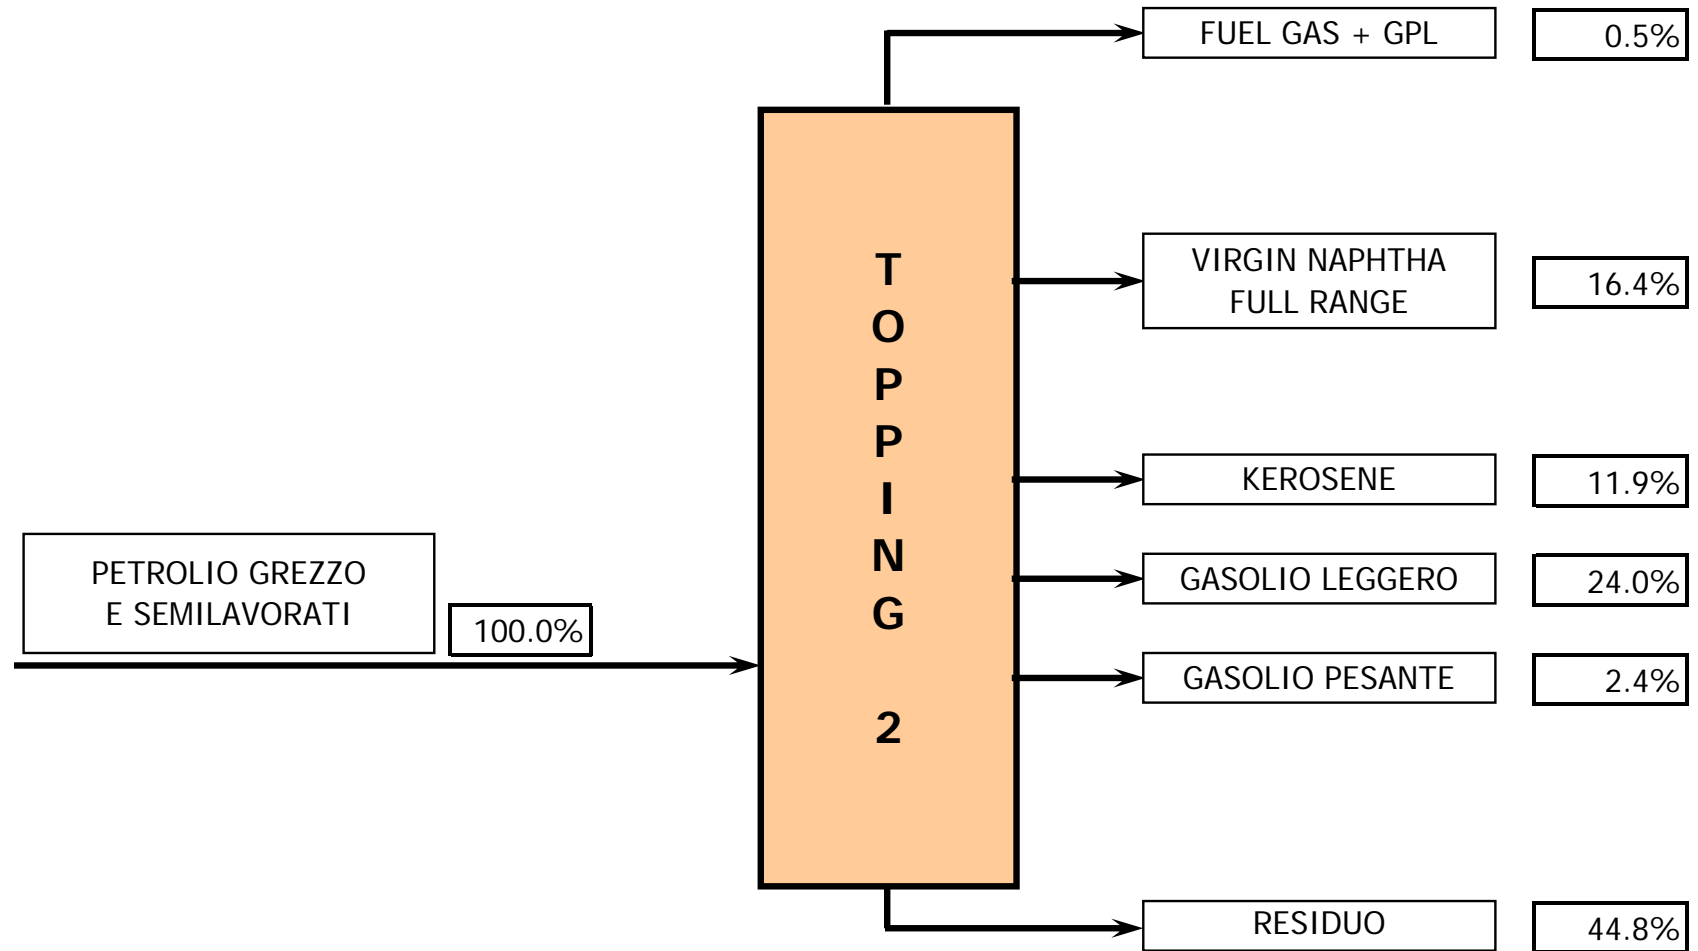 FUEL GAS + GPL
0.5%
VIRGIN NAPHTHA
FULL RANGE
16.4%
T
O
P
P
I
N
G
2
KEROSENE
11.9%
PETROLIO GREZZO
E SEMILAVORATI
100.0%
GASOLIO LEGGERO
24.0%
GASOLIO PESANTE
2.4%
RESIDUO
44.8%